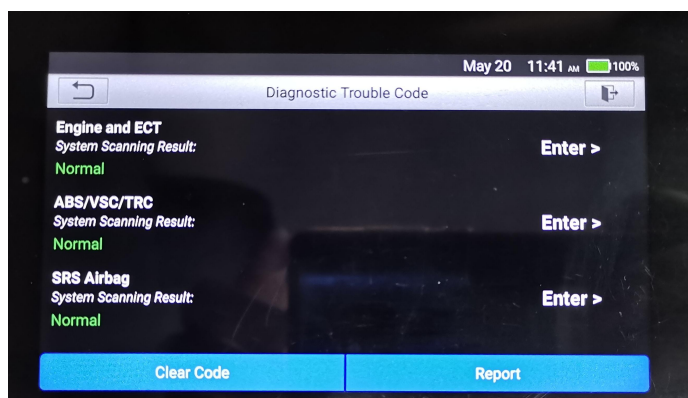 May 20 11:41 AM 100%
Diagnostic Trouble Code
Engine and ECT
System Scanning Result:
Enter >
Normal
ABS/VSC/TRC
System Scanning Result:
Enter >
Normal
SRS Airbag
System Scanning Result:
Enter >
Normal
Clear Code Report